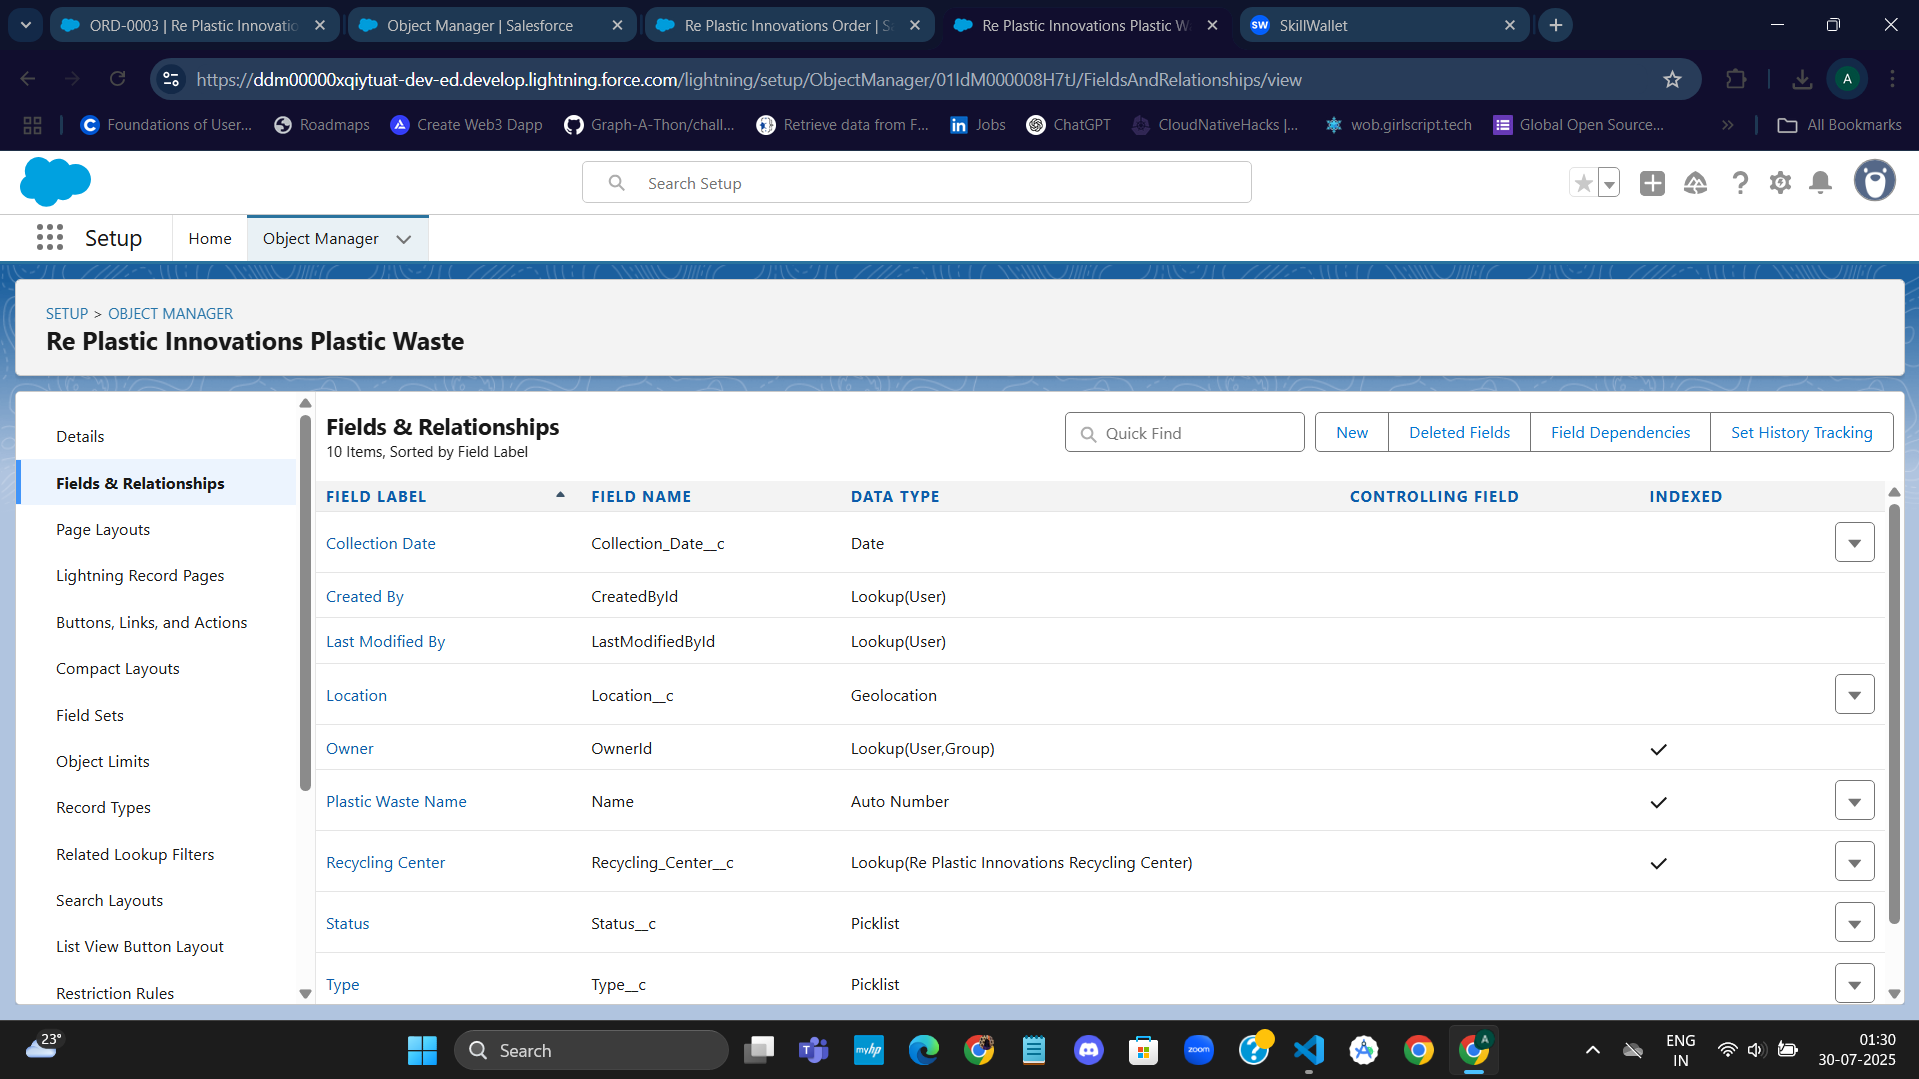 ORD-0003 | Re Plastic Innovatio
Object Manager | Salesforce
Re Plastic Innovations Order | S
Re Plastic Innovations Plastic W
SW SkillWallet
https://ddm00000xqiytuat-dev-ed.develop.lightning.force.com/lightning/setup/ObjectManager/01IdM000008H7tJ/FieldsAndRelationships/view
A
Foundations of User...
Roadmaps
Create Web3 Dapp
Graph-A-Thon/chall...
Retrieve data from F...
Jobs
ChatGPT
CloudNativeHacks |...
wob.girlscript.tech
Global Open Source...
All Bookmarks
Search Setup
Setup
Home
Object Manager
SETUP > OBJECT MANAGER
Re Plastic Innovations Plastic Waste
Details
Fields & Relationships
Page Layouts
Lightning Record Pages
Buttons, Links, and Actions
Compact Layouts
Field Sets
Object Limits
Record Types
Related Lookup Filters
Search Layouts
List View Button Layout
Restriction Rules
Fields & Relationships
10 Items, Sorted by Field Label
Quick Find
New
Deleted Fields
Field Dependencies
Set History Tracking
FIELD LABEL FIELD NAME DATA TYPE CONTROLLING FIELD INDEXED
Collection Date Collection_Date__c Date
Created By CreatedById Lookup(User)
Last Modified By LastModifiedById Lookup(User)
Location Location__c Geolocation
Owner OwnerId Lookup(User,Group)
Plastic Waste Name Name Auto Number
Recycling Center Recycling_Center__c Lookup(Re Plastic Innovations Recycling Center)
Status Status__c Picklist
Type Type__c Picklist
23°
Search
myhp
zoom
A
ENG
IN
01:30
30-07-2025